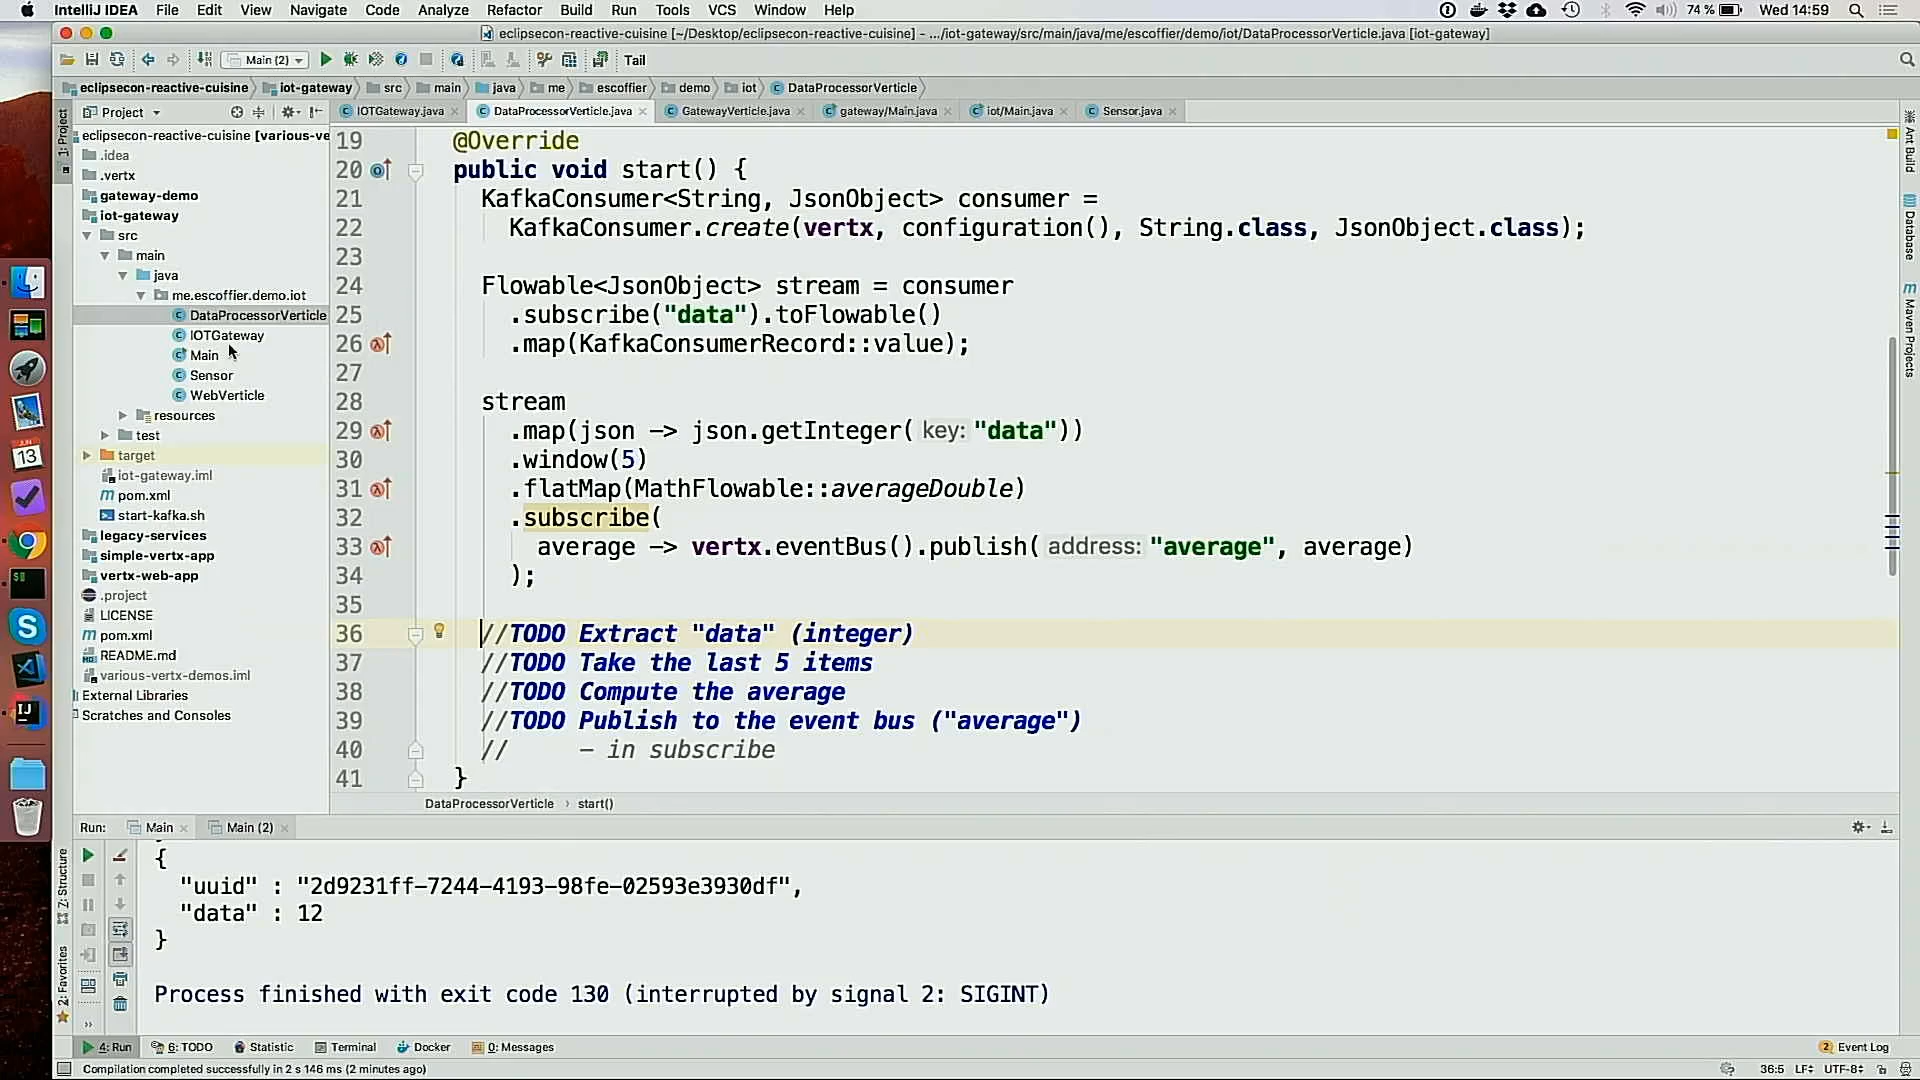 IntelliJ IDEA File Edit View Navigate Code Analyze Refactor Build Run Tools VCS Window Help 74 % Wed 14:59
eclipsecon-reactive-cuisine [~/Desktop/eclipsecon-reactive-cuisine] – .../iot-gateway/src/main/java/me/escoffier/demo/iot/DataProcessorVerticle.java [iot-gateway]
Main (2) Tail
eclipsecon-reactive-cuisine iot-gateway src main java me escoffier demo iot DataProcessorVerticle
Project IOTGateway.java DataProcessorVerticle.java GatewayVerticle.java gateway/Main.java iot/Main.java Sensor.java
1: Project
eclipsecon-reactive-cuisine [various-ve
.idea
.vertx
gateway-demo
iot-gateway
src
main
java
me.escoffier.demo.iot
DataProcessorVerticle
IOTGateway
Main
Sensor
WebVerticle
resources
test
target
iot-gateway.iml
pom.xml
start-kafka.sh
legacy-services
simple-vertx-app
vertx-web-app
.project
LICENSE
pom.xml
README.md
various-vertx-demos.iml
External Libraries
Scratches and Consoles
19 @Override
20 public void start() {
21 KafkaConsumer<String, JsonObject> consumer =
22 KafkaConsumer.create(vertx, configuration(), String.class, JsonObject.class);
23
24 Flowable<JsonObject> stream = consumer
25 .subscribe("data").toFlowable()
26 .map(KafkaConsumerRecord::value);
27
28 stream
29 .map(json -> json.getInteger( key: "data"))
30 .window(5)
31 .flatMap(MathFlowable::averageDouble)
32 .subscribe(
33 average -> vertx.eventBus().publish( address: "average", average)
34 );
35
36 //TODO Extract "data" (integer)
37 //TODO Take the last 5 items
38 //TODO Compute the average
39 //TODO Publish to the event bus ("average")
40 // – in subscribe
41 }
DataProcessorVerticle › start()
Ant Build
Database
Maven Projects
Run: Main Main (2)
{
"uuid" : "2d9231ff-7244-4193-98fe-02593e3930df",
"data" : 12
}
Process finished with exit code 130 (interrupted by signal 2: SIGINT)
Z: Structure
2: Favorites
JUN
13
S
IJ
4: Run 6: TODO Statistic Terminal Docker 0: Messages 2 Event Log
Compilation completed successfully in 2 s 146 ms (2 minutes ago) 36:5 LF÷ UTF-8÷